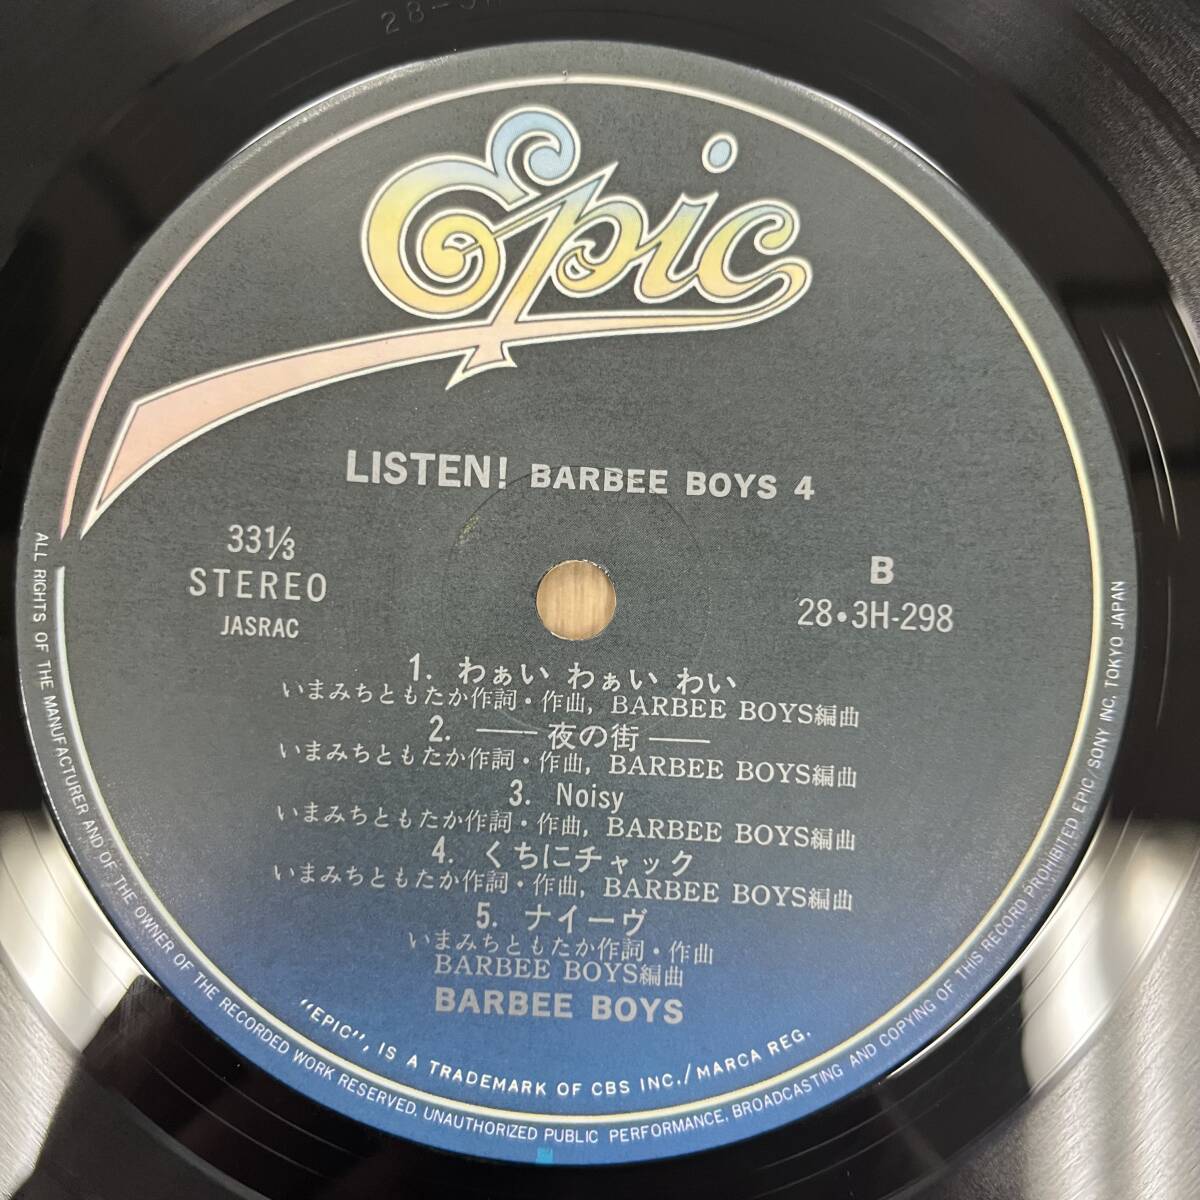 Epic
LISTEN! BARBEE BOYS 4
33⅓
STEREO
JASRAC
B
28・3H-298
1. わぁい わぁい わい
いまみちともたか作詞・作曲, BARBEE BOYS編曲
2. ── 夜の街 ──
いまみちともたか作詞・作曲, BARBEE BOYS編曲
3. Noisy
いまみちともたか作詞・作曲, BARBEE BOYS編曲
4. くちにチャック
いまみちともたか作詞・作曲, BARBEE BOYS編曲
5. ナイーヴ
いまみちともたか作詞・作曲
BARBEE BOYS編曲
BARBEE BOYS
"EPIC", IS A TRADEMARK OF CBS INC./MARCA REG.
ALL RIGHTS OF THE MANUFACTURER AND OF THE OWNER OF THE RECORDED WORK RESERVED. UNAUTHORIZED PUBLIC PERFORMANCE. BROADCASTING AND COPYING OF THIS RECORD PROHIBITED EPIC/SONY INC. TOKYO JAPAN